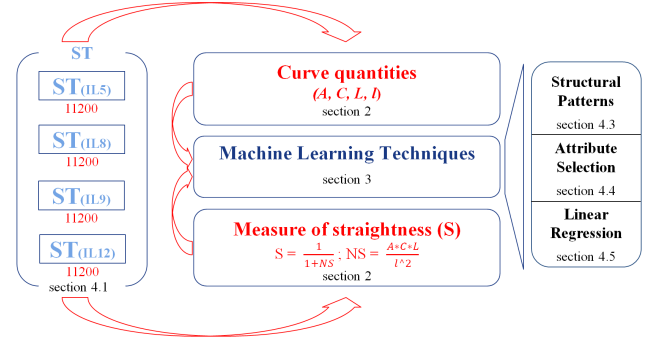 ST
ST(IL5)
11200
ST(IL8)
11200
ST(IL9)
11200
ST(IL12)
11200
section 4.1
Curve quantities
(A, C, L, l)
section 2
Machine Learning Techniques
section 3
Measure of straightness (S)
S = 1/(1+NS) ; NS = A*C*L/l^2
section 2
Structural
Patterns
section 4.3
Attribute
Selection
section 4.4
Linear
Regression
section 4.5